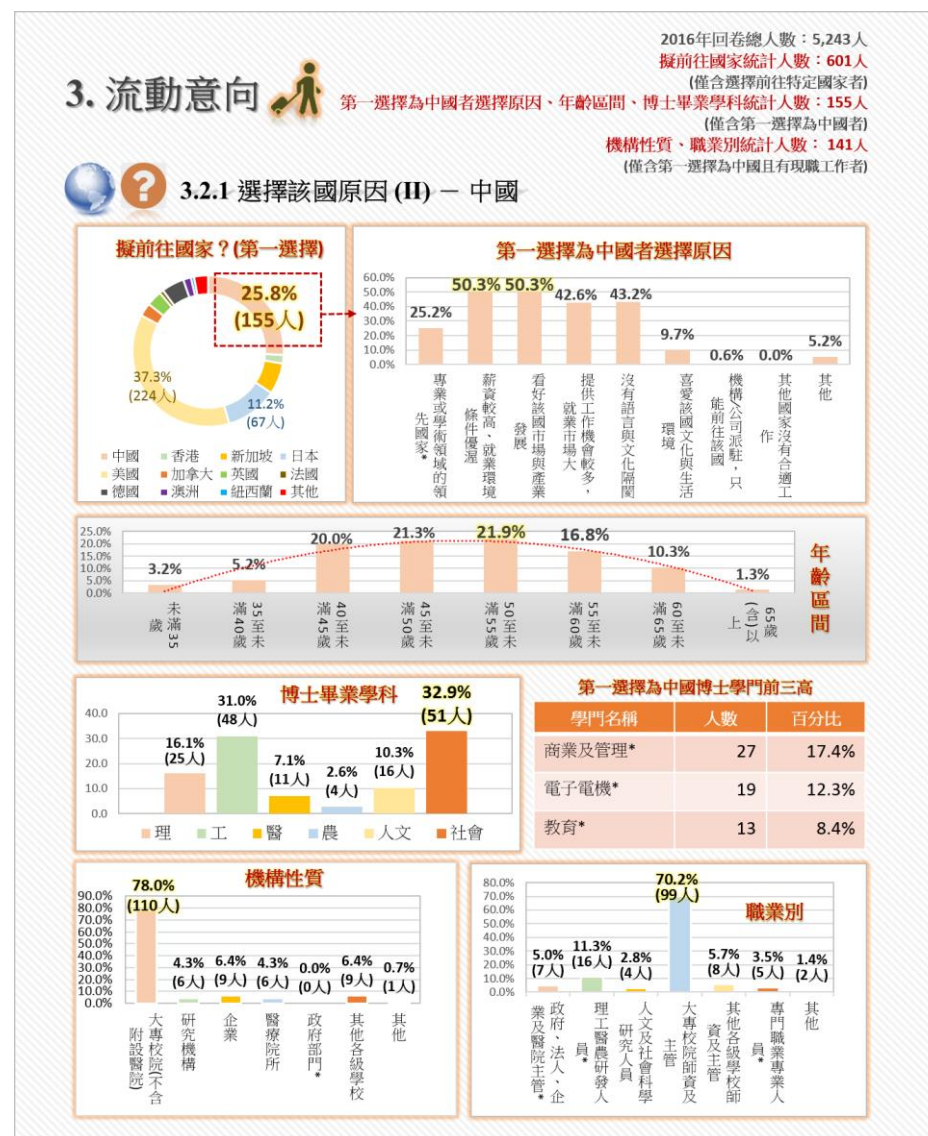 2016年回卷總人數：5,243人
擬前往國家統計人數：601人
(僅含選擇前往特定國家者)
3. 流動意向
第一選擇為中國者選擇原因、年齡區間、博士畢業學科統計人數：155人
(僅含第一選擇為中國者)
機構性質、職業別統計人數： 141人
(僅含第一選擇為中國且有現職工作者)
?
3.2.1 選擇該國原因 (II) － 中國
擬前往國家？(第一選擇)
25.8%
(155人)
37.3%
(224人)
11.2%
(67人)
中國 香港 新加坡 日本
美國 加拿大 英國 法國
德國 澳洲 紐西蘭 其他
第一選擇為中國者選擇原因
60.0%
50.0%
40.0%
30.0%
20.0%
10.0%
0.0%
25.2%
50.3%
50.3%
42.6%
43.2%
9.7%
0.6%
0.0%
5.2%
專業或學術領域的領
先國家*
薪資較高、就業環境
條件優渥
看好該國市場與產業
發展
提供工作機會較多，
就業市場大
沒有語言與文化隔閡
喜愛該國文化與生活
環境
機構/公司派駐，只
能前往該國
其他國家沒有合適工
作
其他
25.0%
20.0%
15.0%
10.0%
5.0%
0.0%
3.2%
5.2%
20.0%
21.3%
21.9%
16.8%
10.3%
1.3%
未滿35
歲
35至未
滿40歲
40至未
滿45歲
45至未
滿50歲
50至未
滿55歲
55至未
滿60歲
60至未
滿65歲
65歲
(含)以
上
年齡區間
博士畢業學科
40.0
30.0
20.0
10.0
0.0
16.1%
(25人)
31.0%
(48人)
7.1%
(11人)
2.6%
(4人)
10.3%
(16人)
32.9%
(51人)
理 工 醫 農 人文 社會
第一選擇為中國博士學門前三高
學門名稱 人數 百分比
商業及管理* 27 17.4%
電子電機* 19 12.3%
教育* 13 8.4%
機構性質
90.0%
80.0%
70.0%
60.0%
50.0%
40.0%
30.0%
20.0%
10.0%
0.0%
78.0%
(110人)
4.3%
(6人)
6.4%
(9人)
4.3%
(6人)
0.0%
(0人)
6.4%
(9人)
0.7%
(1人)
大專校院(不含
附設醫院)
研究機構
企業
醫療院所
政府部門*
其他各級學校
其他
職業別
80.0%
70.0%
60.0%
50.0%
40.0%
30.0%
20.0%
10.0%
0.0%
5.0%
(7人)
11.3%
(16人)
2.8%
(4人)
70.2%
(99人)
5.7%
(8人)
3.5%
(5人)
1.4%
(2人)
政府、法人、企
業及醫院主管*
理工醫農研發人
員*
人文及社會科學
研究人員
大專校院師資及
主管
其他各級學校師
資及主管
專門職業專業人
員*
其他